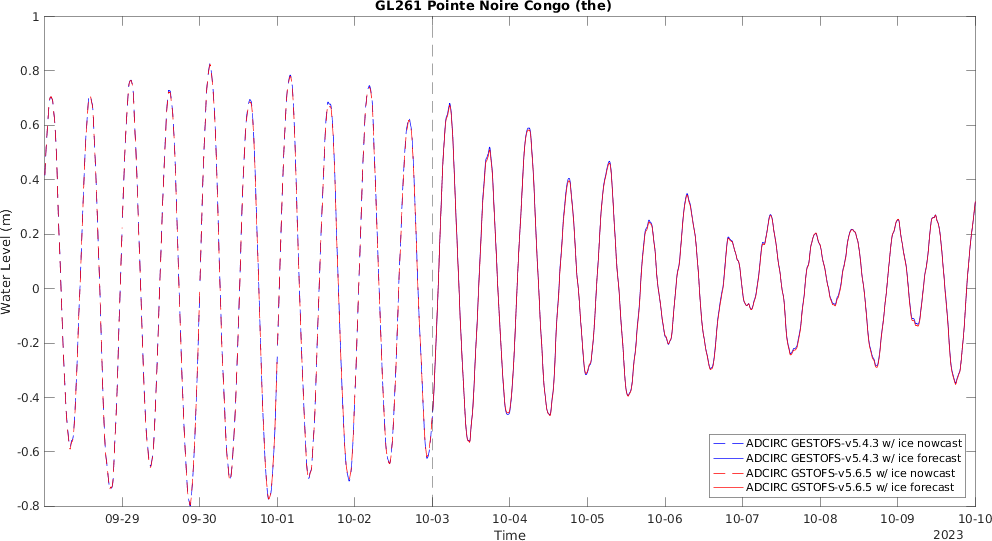 GL261 Pointe Noire Congo (the)
1
0.8
0.6
0.4
0.2
0
-0.2
-0.4
-0.6
-0.8
Water Level (m)
ADCIRC GESTOFS-v5.4.3 w/ ice nowcast
ADCIRC GESTOFS-v5.4.3 w/ ice forecast
ADCIRC GSTOFS-v5.6.5 w/ ice nowcast
ADCIRC GSTOFS-v5.6.5 w/ ice forecast
09-29 09-30 10-01 10-02 10-03 10-04 10-05 10-06 10-07 10-08 10-09 10-10
Time
2023